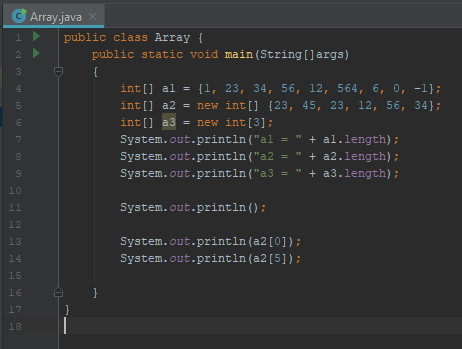 Array.java
1 public class Array {
2     public static void main(String[]args)
3     {
4         int[] a1 = {1, 23, 34, 56, 12, 564, 6, 0, -1};
5         int[] a2 = new int[] {23, 45, 23, 12, 56, 34};
6         int[] a3 = new int[3];
7         System.out.println("a1 = " + a1.length);
8         System.out.println("a2 = " + a2.length);
9         System.out.println("a3 = " + a3.length);
10
11         System.out.println();
12
13         System.out.println(a2[0]);
14         System.out.println(a2[5]);
15
16     }
17 }
18